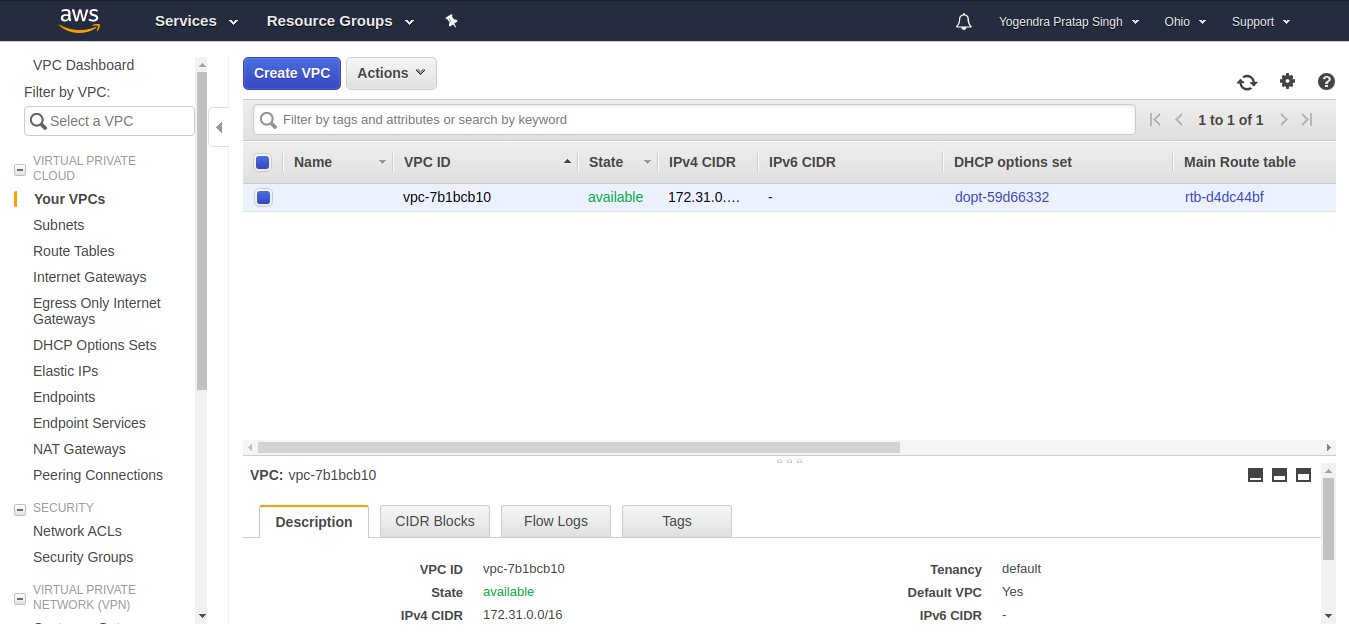 aws Services Resource Groups Yogendra Pratap Singh Ohio Support
VPC Dashboard
Filter by VPC:
Select a VPC
VIRTUAL PRIVATE
CLOUD
Your VPCs
Subnets
Route Tables
Internet Gateways
Egress Only Internet
Gateways
DHCP Options Sets
Elastic IPs
Endpoints
Endpoint Services
NAT Gateways
Peering Connections
SECURITY
Network ACLs
Security Groups
VIRTUAL PRIVATE
NETWORK (VPN)
Create VPC Actions
Filter by tags and attributes or search by keyword 1 to 1 of 1
Name VPC ID State IPv4 CIDR IPv6 CIDR DHCP options set Main Route table
vpc-7b1bcb10 available 172.31.0.… - dopt-59d66332 rtb-d4dc44bf
VPC: vpc-7b1bcb10
Description CIDR Blocks Flow Logs Tags
VPC ID vpc-7b1bcb10 Tenancy default
State available Default VPC Yes
IPv4 CIDR 172.31.0.0/16 IPv6 CIDR -